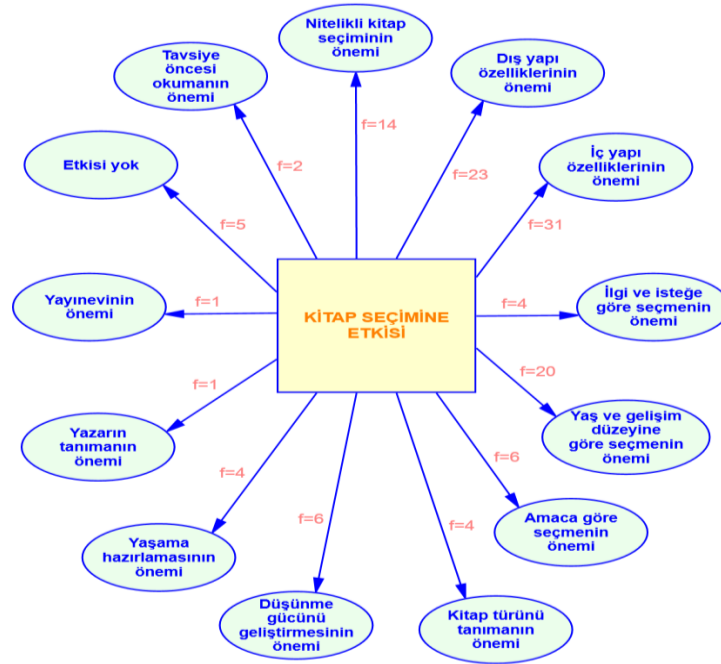 Nitelikli kitap
seçiminin
önemi
Tavsiye
öncesi
okumanın
önemi
Dış yapı
özelliklerinin
önemi
f=14
f=2
f=23
Etkisi yok
İç yapı
özelliklerinin
önemi
f=5
f=31
KİTAP SEÇİMİNE
ETKİSİ
Yayınevinin
önemi
f=1
f=4
İlgi ve isteğe
göre seçmenin
önemi
f=1
f=20
Yazarın
tanımanın
önemi
Yaş ve gelişim
düzeyine
göre seçmenin
önemi
f=4
f=6
f=4
f=6
Yaşama
hazırlamasının
önemi
Amaca göre
seçmenin
önemi
Düşünme
gücünü
geliştirmesinin
önemi
Kitap türünü
tanımanın
önemi